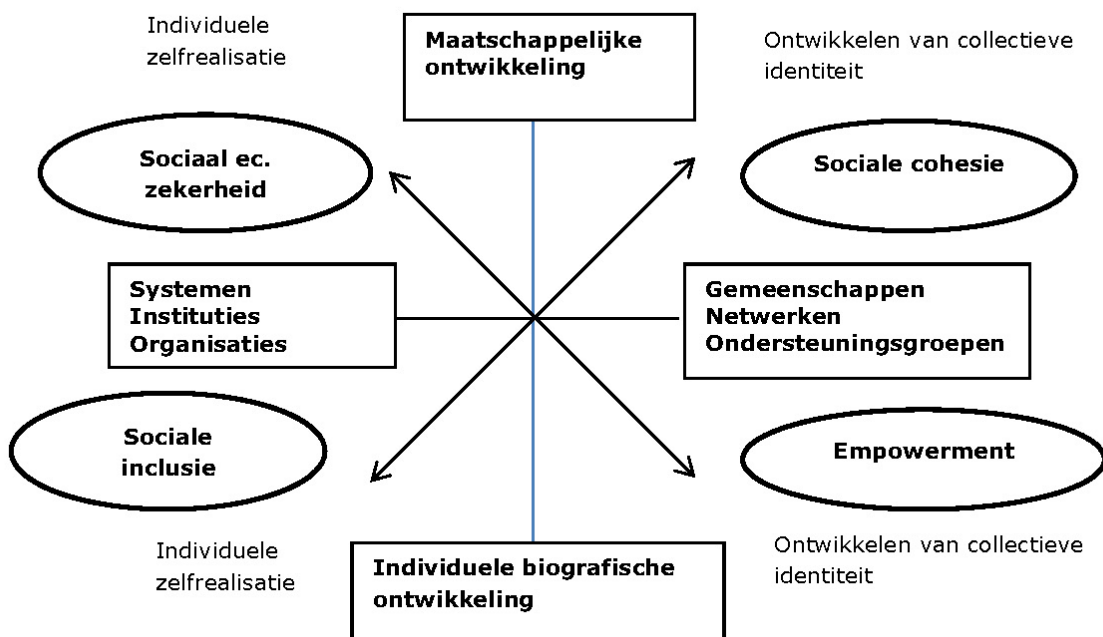 Individuele
zelfrealisatie
Maatschappelijke
ontwikkeling
Ontwikkelen van collectieve
identiteit
Sociaal ec.
zekerheid
Sociale cohesie
Systemen
Instituties
Organisaties
Gemeenschappen
Netwerken
Ondersteuningsgroepen
Sociale
inclusie
Empowerment
Individuele
zelfrealisatie
Individuele biografische
ontwikkeling
Ontwikkelen van collectieve
identiteit